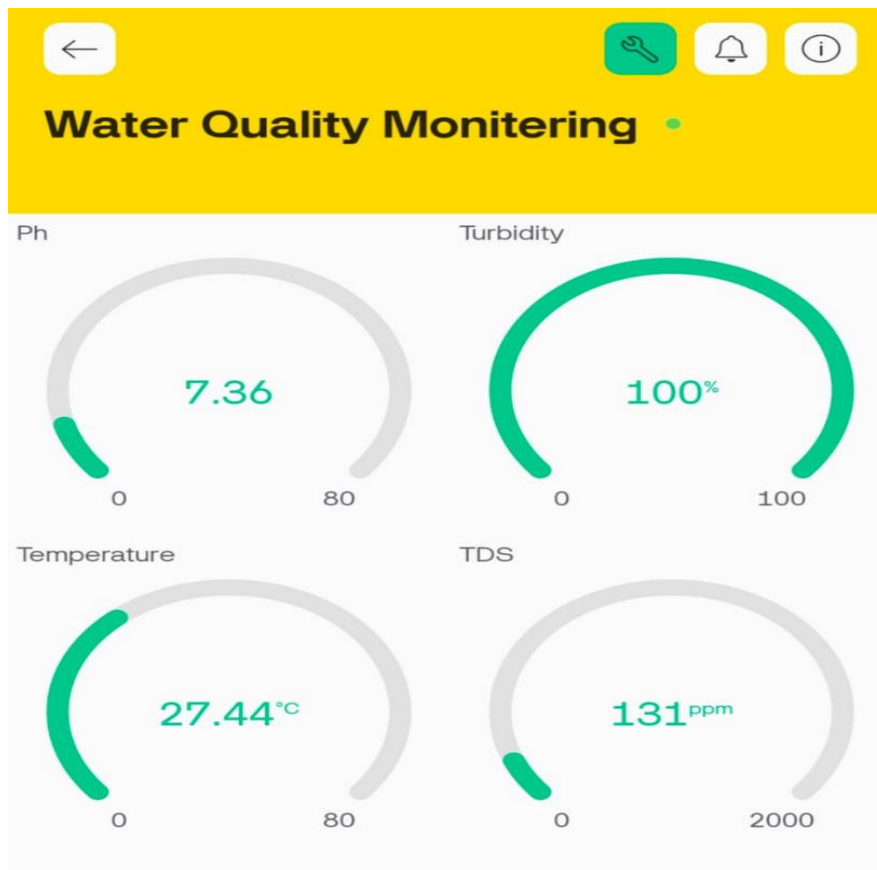 Water Quality Monitering
Ph
Turbidity
7.36
100%
0
80
0
100
Temperature
TDS
27.44°C
131ppm
0
80
0
2000